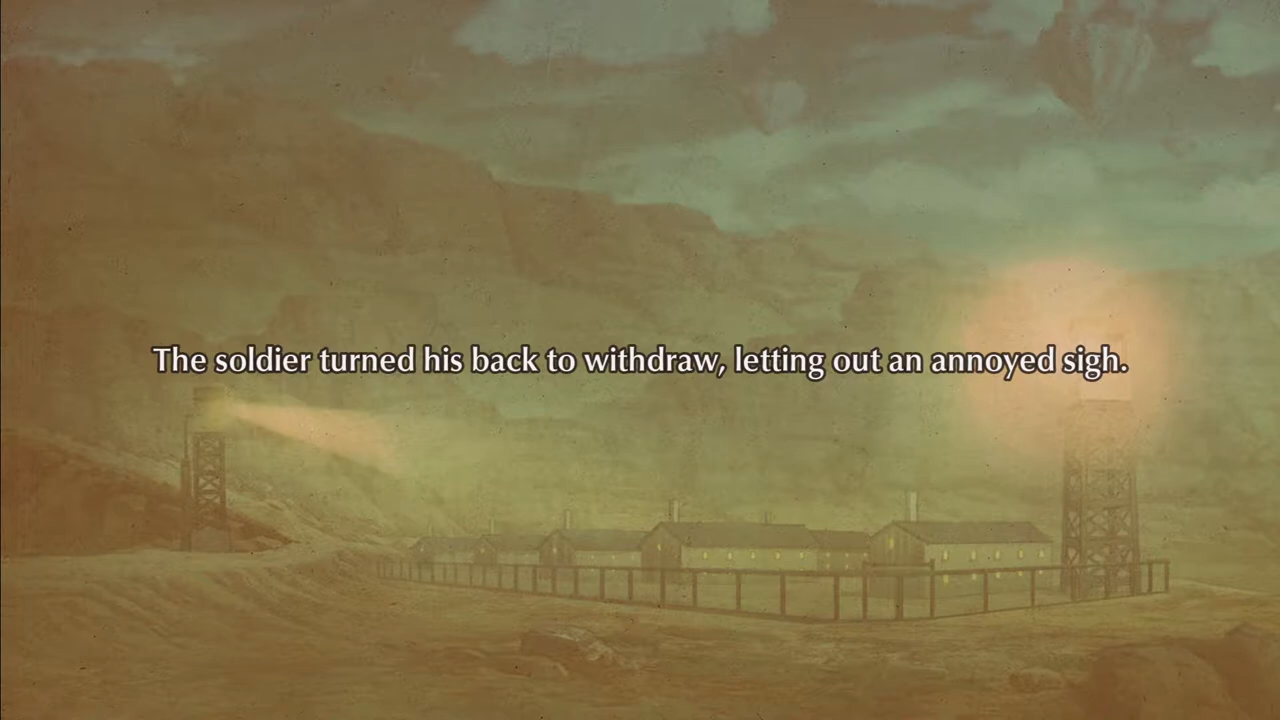 The soldier turned his back to withdraw, letting out an annoyed sigh.